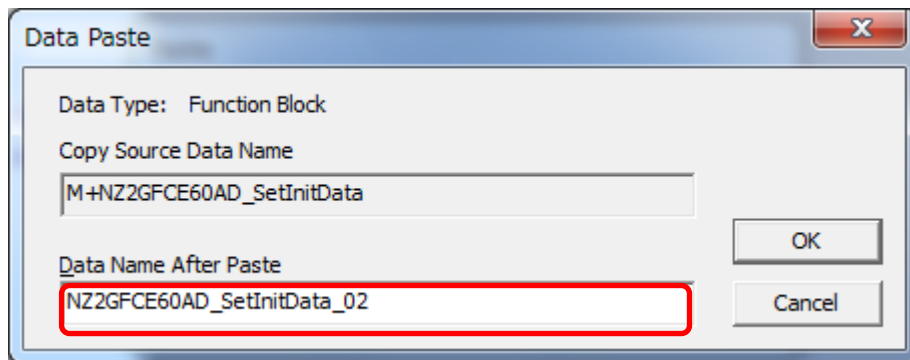 Data Paste
Data Type: Function Block
Copy Source Data Name
M+NZ2GFCE60AD_SetInitData
OK
Data Name After Paste
NZ2GFCE60AD_SetInitData_02
Cancel